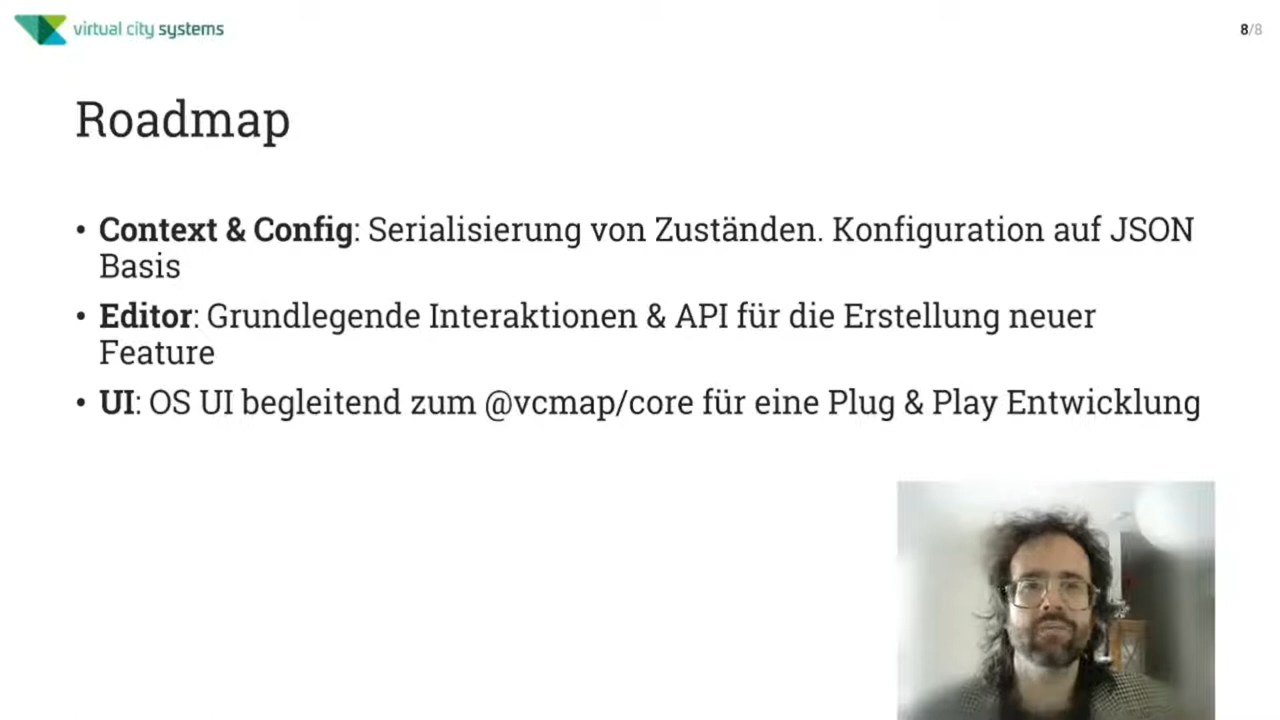 virtual city systems
8/8
Roadmap
• Context & Config: Serialisierung von Zuständen. Konfiguration auf JSON
Basis
• Editor: Grundlegende Interaktionen & API für die Erstellung neuer
Feature
• UI: OS UI begleitend zum @vcmap/core für eine Plug & Play Entwicklung